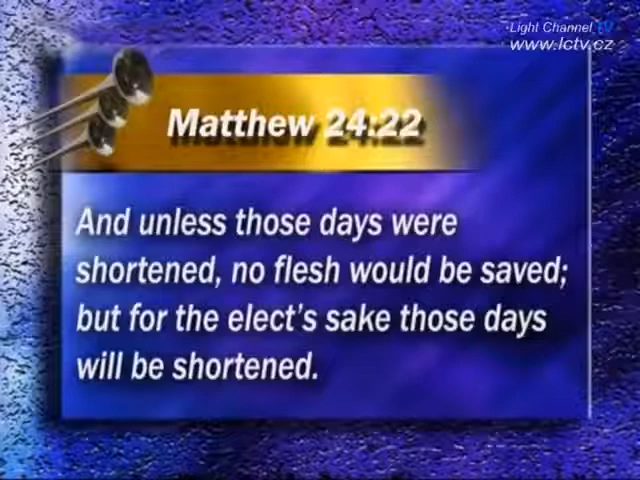 Light Channel TV
www.lctv.cz
Matthew 24:22
And unless those days were
shortened, no flesh would be saved;
but for the elect's sake those days
will be shortened.